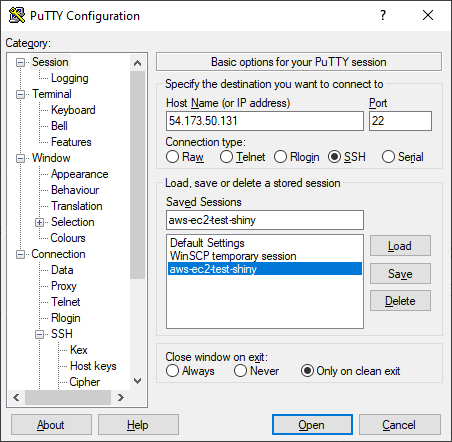 PuTTY Configuration
?
Category:
Session
Logging
Terminal
Keyboard
Bell
Features
Window
Appearance
Behaviour
Translation
Selection
Colours
Connection
Data
Proxy
Telnet
Rlogin
SSH
Kex
Host keys
Cipher
Basic options for your PuTTY session
Specify the destination you want to connect to
Host Name (or IP address) Port
54.173.50.131 22
Connection type:
Raw Telnet Rlogin SSH Serial
Load, save or delete a stored session
Saved Sessions
aws-ec2-test-shiny
Default Settings
WinSCP temporary session
aws-ec2-test-shiny
Load
Save
Delete
Close window on exit:
Always Never Only on clean exit
About Help Open Cancel